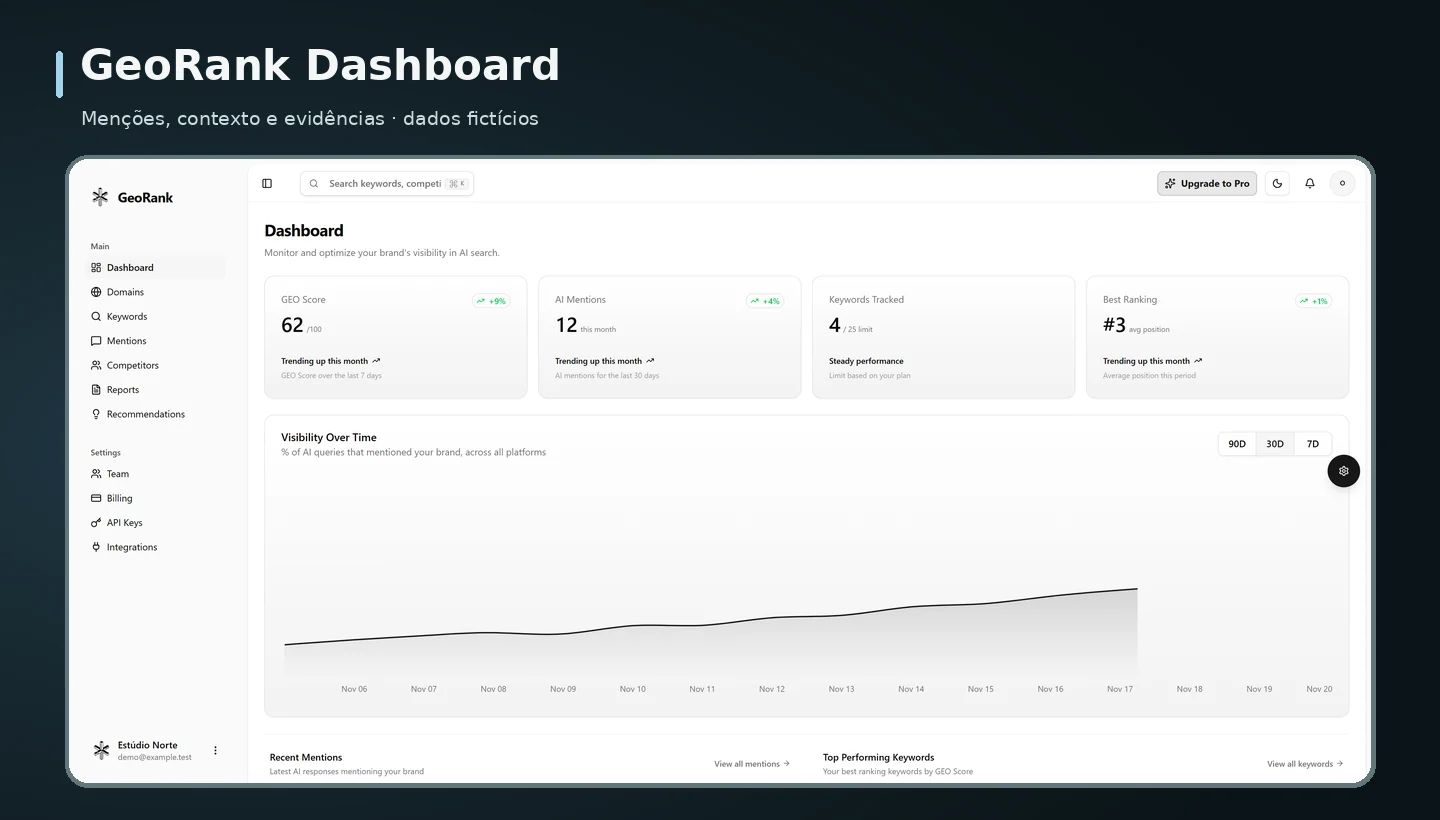 GeoRank Dashboard
Menções, contexto e evidências · dados fictícios
GeoRank
Main
Dashboard
Domains
Keywords
Mentions
Competitors
Reports
Recommendations
Settings
Team
Billing
API Keys
Integrations
Estúdio Norte
demo@example.test
Search keywords, competi ⌘ K
Upgrade to Pro
Dashboard
Monitor and optimize your brand's visibility in AI search.
GEO Score +9%
62 /100
Trending up this month
GEO Score over the last 7 days
AI Mentions +4%
12 this month
Trending up this month
AI mentions for the last 30 days
Keywords Tracked
4 / 25 limit
Steady performance
Limit based on your plan
Best Ranking +1%
#3 avg position
Trending up this month
Average position this period
Visibility Over Time
% of AI queries that mentioned your brand, across all platforms
90D 30D 7D
Nov 06 Nov 07 Nov 08 Nov 09 Nov 10 Nov 11 Nov 12 Nov 13 Nov 14 Nov 15 Nov 16 Nov 17 Nov 18 Nov 19 Nov 20
Recent Mentions
Latest AI responses mentioning your brand
View all mentions
Top Performing Keywords
Your best ranking keywords by GEO Score
View all keywords